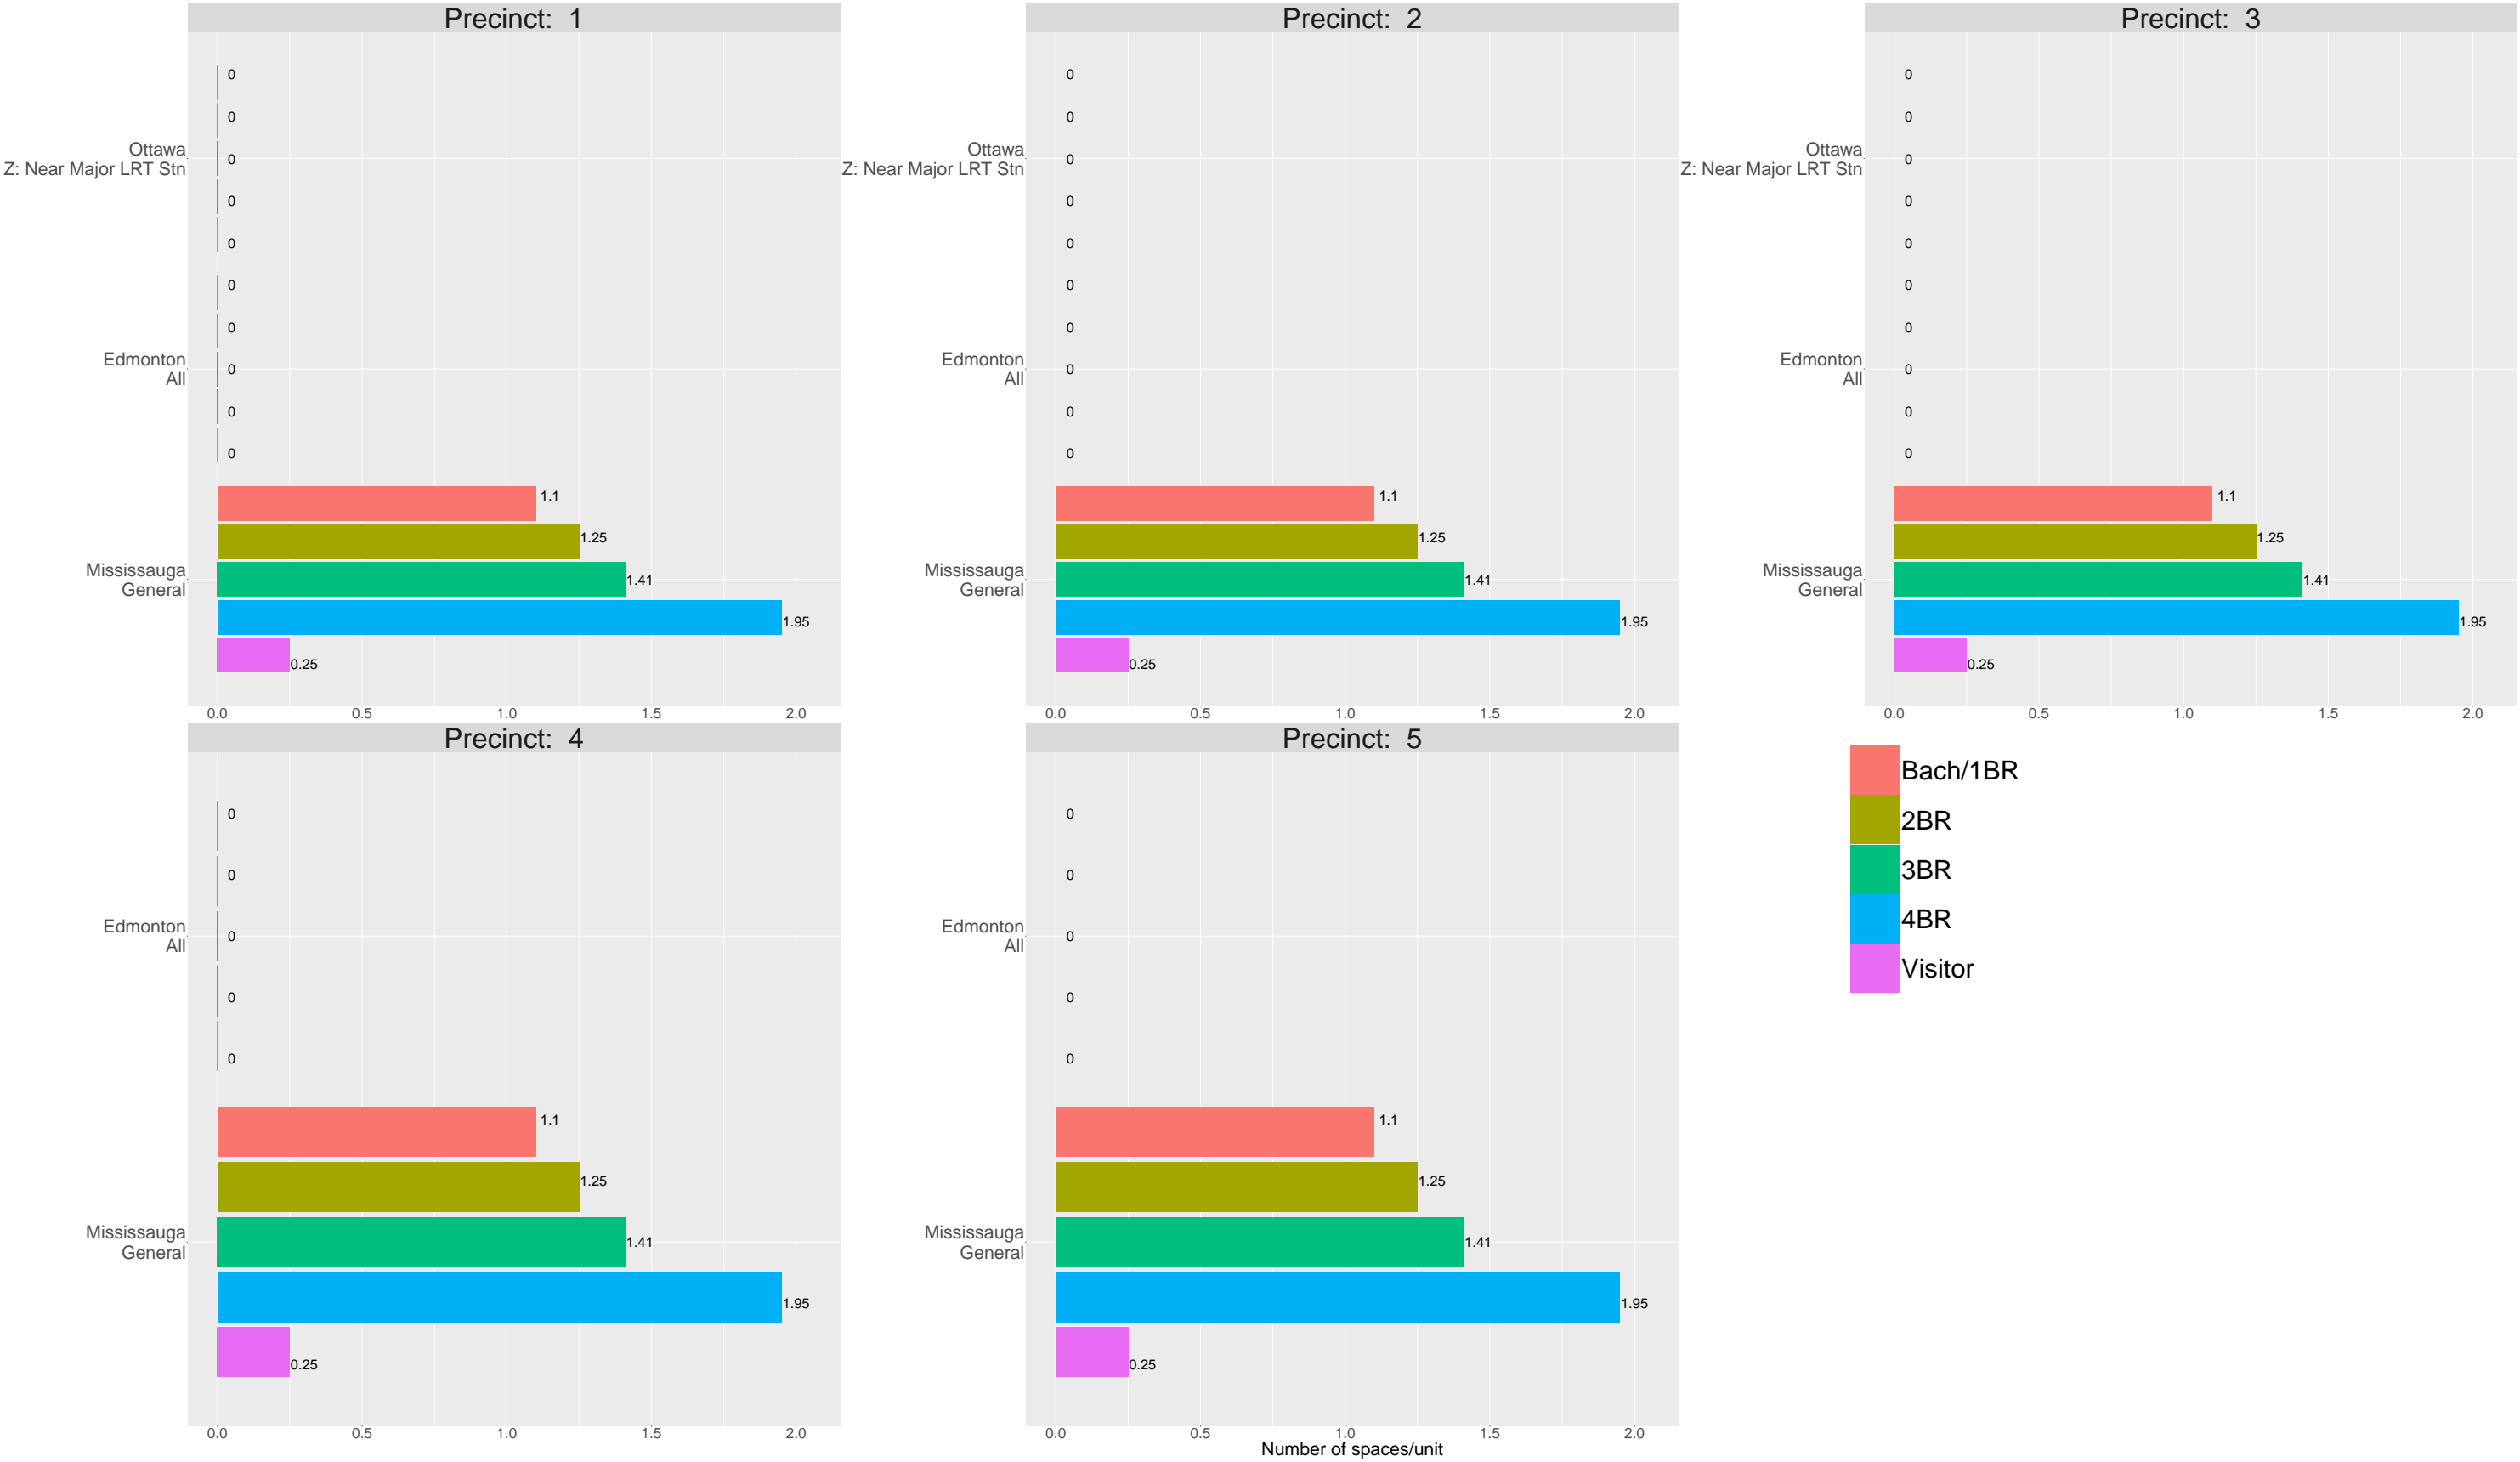 Precinct:  1
0
0
Ottawa
Z: Near Major LRT Stn
0
0
0
0
0
Edmonton
All
0
0
0
1.1
1.25
Mississauga
General
1.41
1.95
0.25
0.0 0.5 1.0 1.5 2.0
Precinct:  2
0
0
Ottawa
Z: Near Major LRT Stn
0
0
0
0
0
Edmonton
All
0
0
0
1.1
1.25
Mississauga
General
1.41
1.95
0.25
0.0 0.5 1.0 1.5 2.0
Precinct:  3
0
0
Ottawa
Z: Near Major LRT Stn
0
0
0
0
0
Edmonton
All
0
0
0
1.1
1.25
Mississauga
General
1.41
1.95
0.25
0.0 0.5 1.0 1.5 2.0
Precinct:  4
0
0
Edmonton
All
0
0
0
1.1
1.25
Mississauga
General
1.41
1.95
0.25
0.0 0.5 1.0 1.5 2.0
Precinct:  5
0
0
Edmonton
All
0
0
0
1.1
1.25
Mississauga
General
1.41
1.95
0.25
0.0 0.5 1.0 1.5 2.0
Number of spaces/unit
Bach/1BR
2BR
3BR
4BR
Visitor